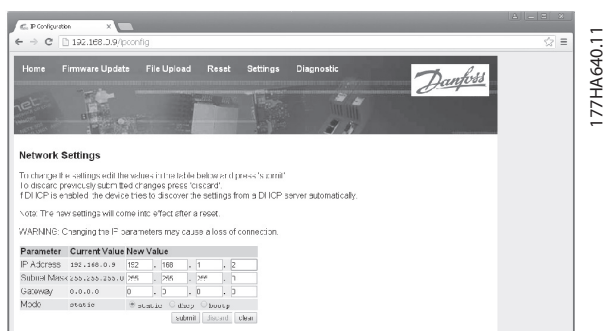 IP Configuration
192.168.0.9/ipconfig
Home Firmware Update File Upload Reset Settings Diagnostic
Danfoss
Network Settings
To change the settings edit the values in the table below and press 'submit'
To discard previously submitted changes press 'discard'.
If DHCP is enabled, the device tries to discover the settings from a DHCP server automatically.
Note: The new settings will come into effect after a reset.
WARNING: Changing the IP parameters may cause a loss of connection.
Parameter Current Value New Value
IP Address 192.168.0.9 192 . 168 . 1 . 2
Subnet Mask 255.255.255.0 255 . 255 . 255 . 0
Gateway 0.0.0.0 0 . 0 . 0 . 0
Mode static static dhcp bootp
submit discard clear
177HA640.11